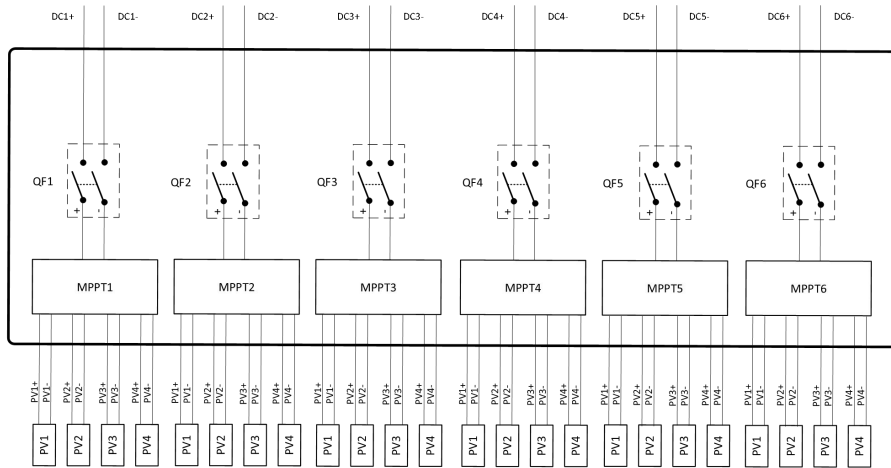 DC1+ DC1- DC2+ DC2- DC3+ DC3- DC4+ DC4- DC5+ DC5- DC6+ DC6-
QF1 QF2 QF3 QF4 QF5 QF6
+ - + - + - + - + - + -
MPPT1 MPPT2 MPPT3 MPPT4 MPPT5 MPPT6
PV1+ PV1- PV2+ PV2- PV3+ PV3- PV4+ PV4- PV1+ PV1- PV2+ PV2- PV3+ PV3- PV4+ PV4- PV1+ PV1- PV2+ PV2- PV3+ PV3- PV4+ PV4- PV1+ PV1- PV2+ PV2- PV3+ PV3- PV4+ PV4- PV1+ PV1- PV2+ PV2- PV3+ PV3- PV4+ PV4- PV1+ PV1- PV2+ PV2- PV3+ PV3- PV4+ PV4-
PV1 PV2 PV3 PV4 PV1 PV2 PV3 PV4 PV1 PV2 PV3 PV4 PV1 PV2 PV3 PV4 PV1 PV2 PV3 PV4 PV1 PV2 PV3 PV4